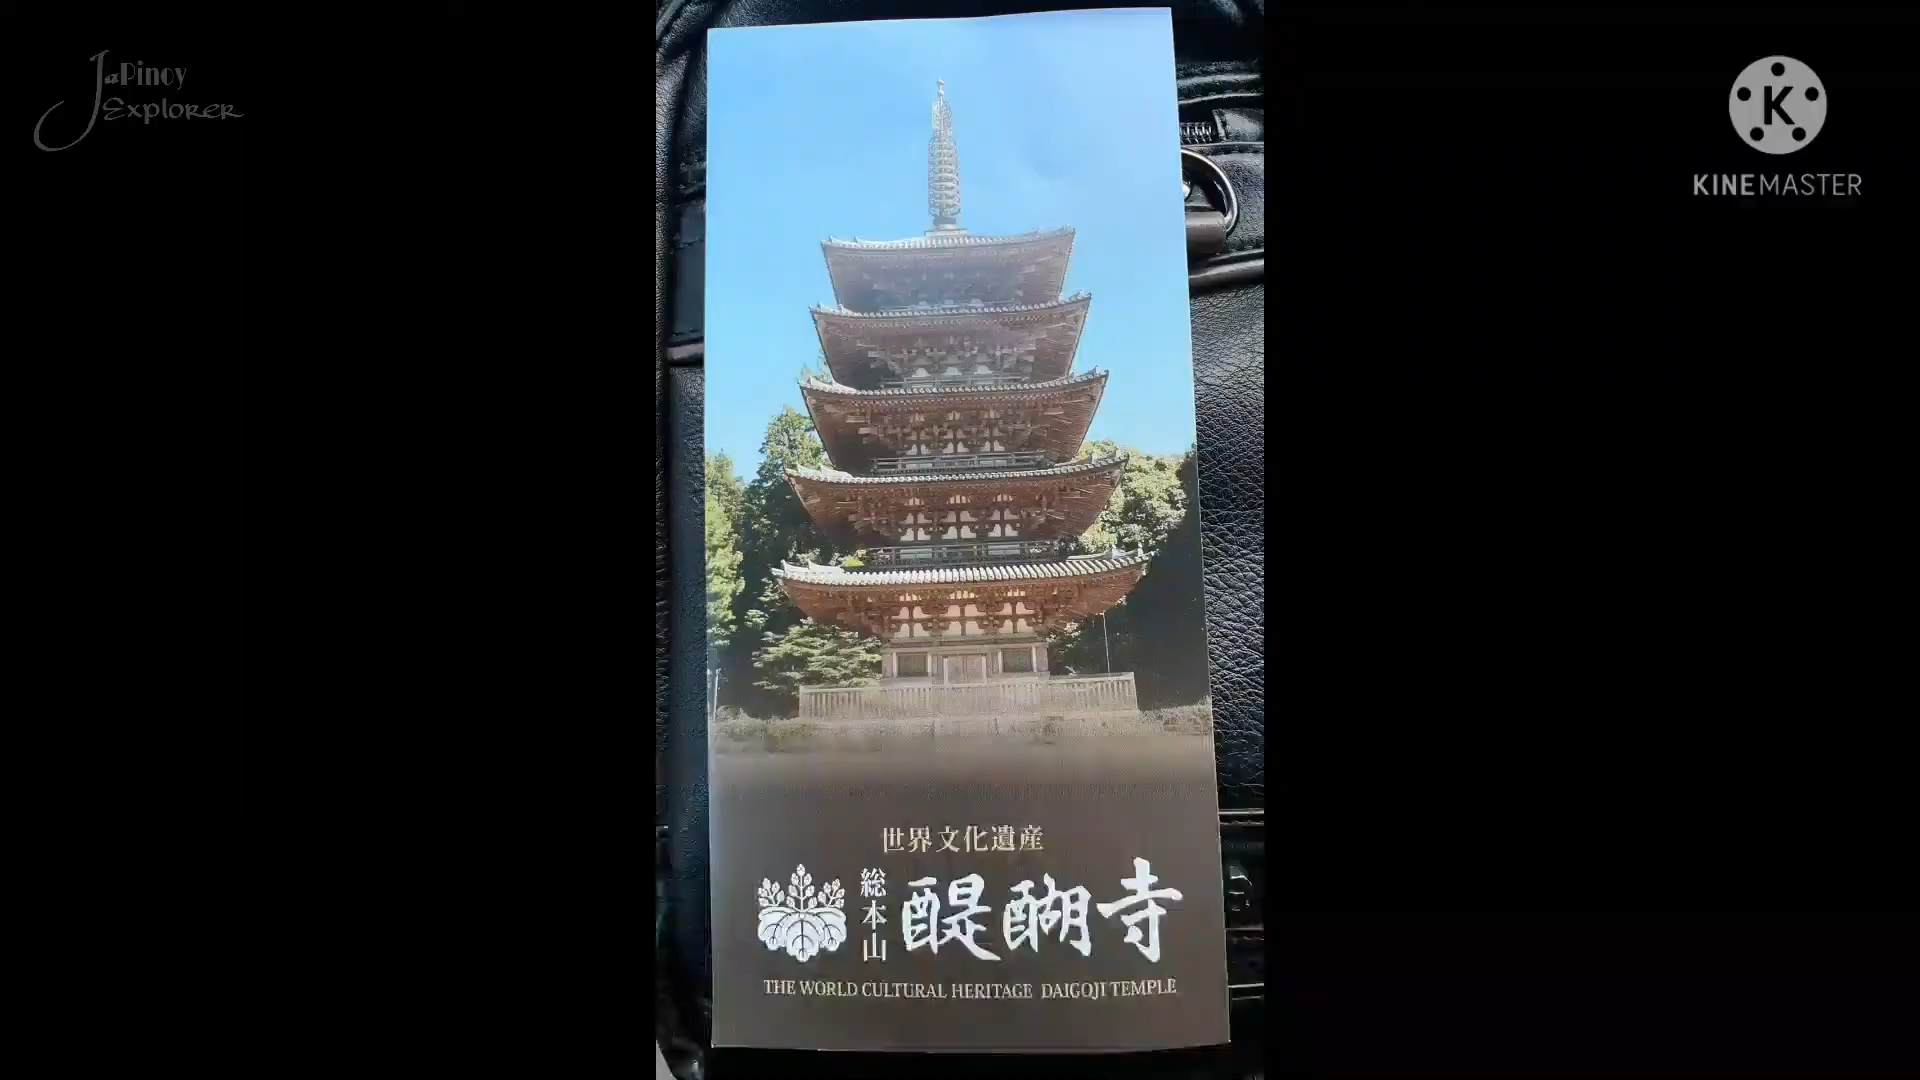 JaPinoy
Explorer
K
KINEMASTER
世界文化遺産
総本山
醍醐寺
THE WORLD CULTURAL HERITAGE DAIGOJI TEMPLE